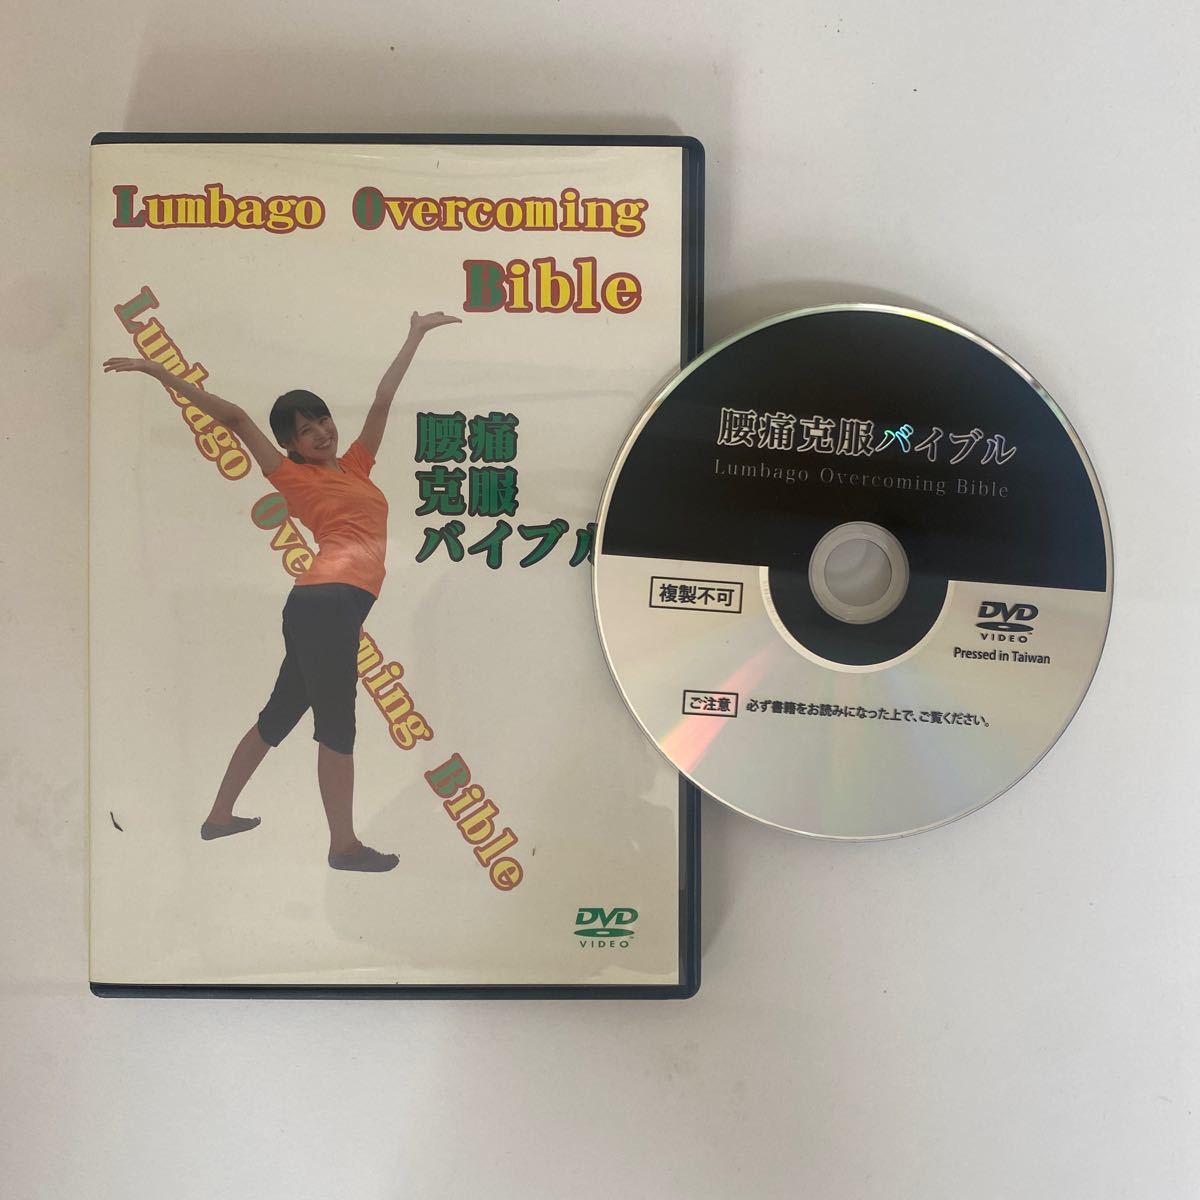 Lumbago Overcoming
Bible
Lumbago Ove
ming Bible
腰痛
克服
バイブル
DVD
VIDEO
腰痛克服バイブル
Lumbago Overcoming Bible
複製不可
DVD
VIDEO
Pressed in Taiwan
ご注意 必ず書籍をお読みになった上で、ご覧ください。